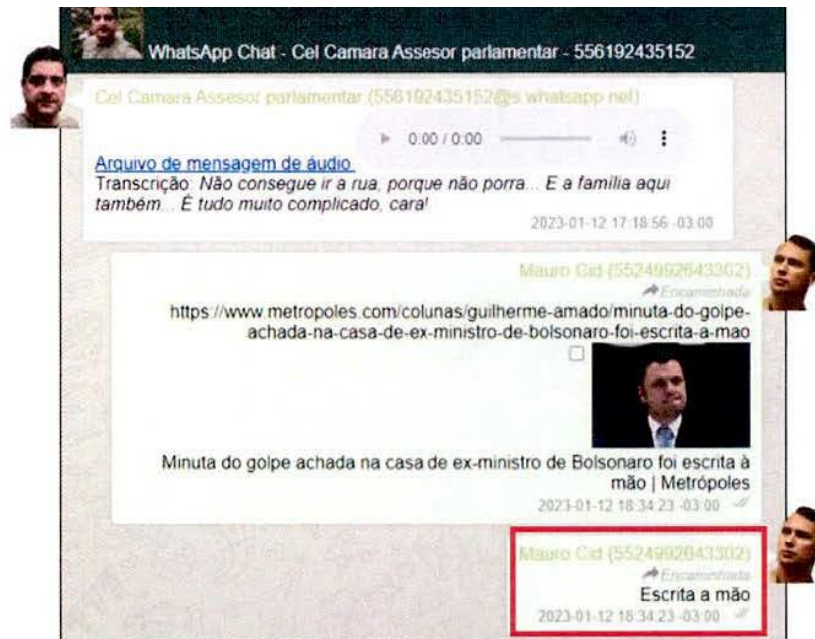 WhatsApp Chat - Cel Camara Assesor parlamentar - 556192435152
Cel Camara Assesor parlamentar (556192435152@s.whatsapp.net)
0:00 / 0:00
Arquivo de mensagem de áudio
Transcrição: Não consegue ir a rua, porque não porra... E a família aqui
também... É tudo muito complicado, cara!
2023-01-12 17:18:56 -03:00
Mauro Cid (5524992643302)
Encaminhada
https://www.metropoles.com/colunas/guilherme-amado/minuta-do-golpe-
achada-na-casa-de-ex-ministro-de-bolsonaro-foi-escrita-a-mao
Minuta do golpe achada na casa de ex-ministro de Bolsonaro foi escrita à
mão | Metrópoles
2023-01-12 18:34:23 -03:00
Mauro Cid (5524992643302)
Encaminhada
Escrita a mão
2023-01-12 18:34:23 -03:00